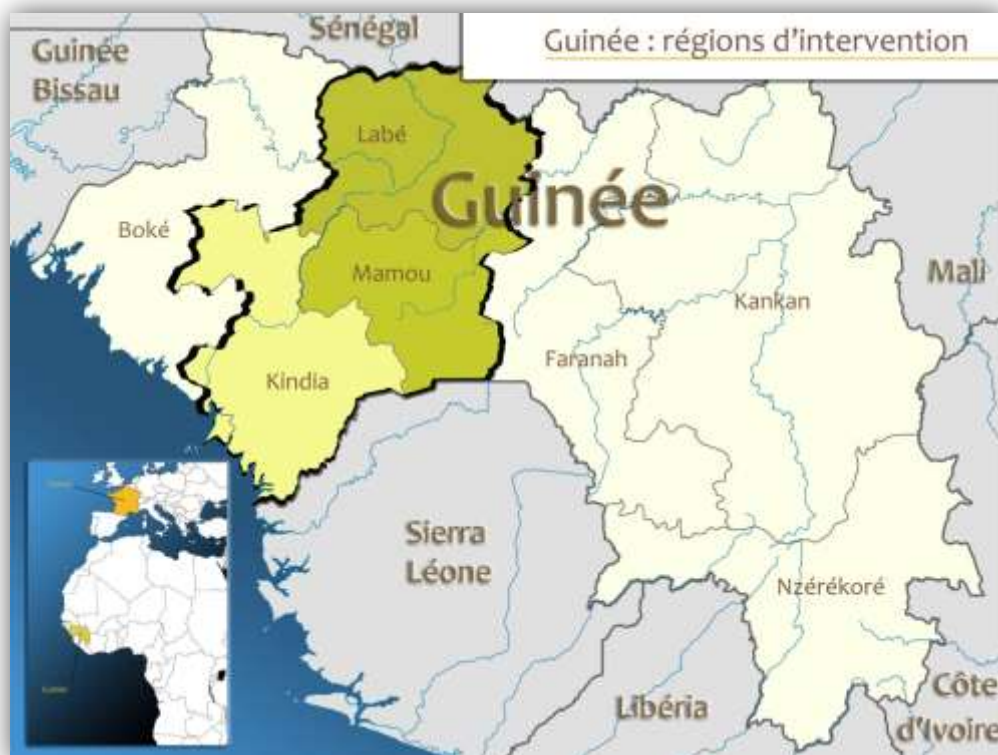 Sénégal
Guinée : régions d'intervention
Guinée
Bissau
Labé
Guinée
Boké
Mamou
Mali
Kankan
Faranah
Kindia
Sierra
Léone
Nzérékoré
Côte
d'Ivoire
Libéria